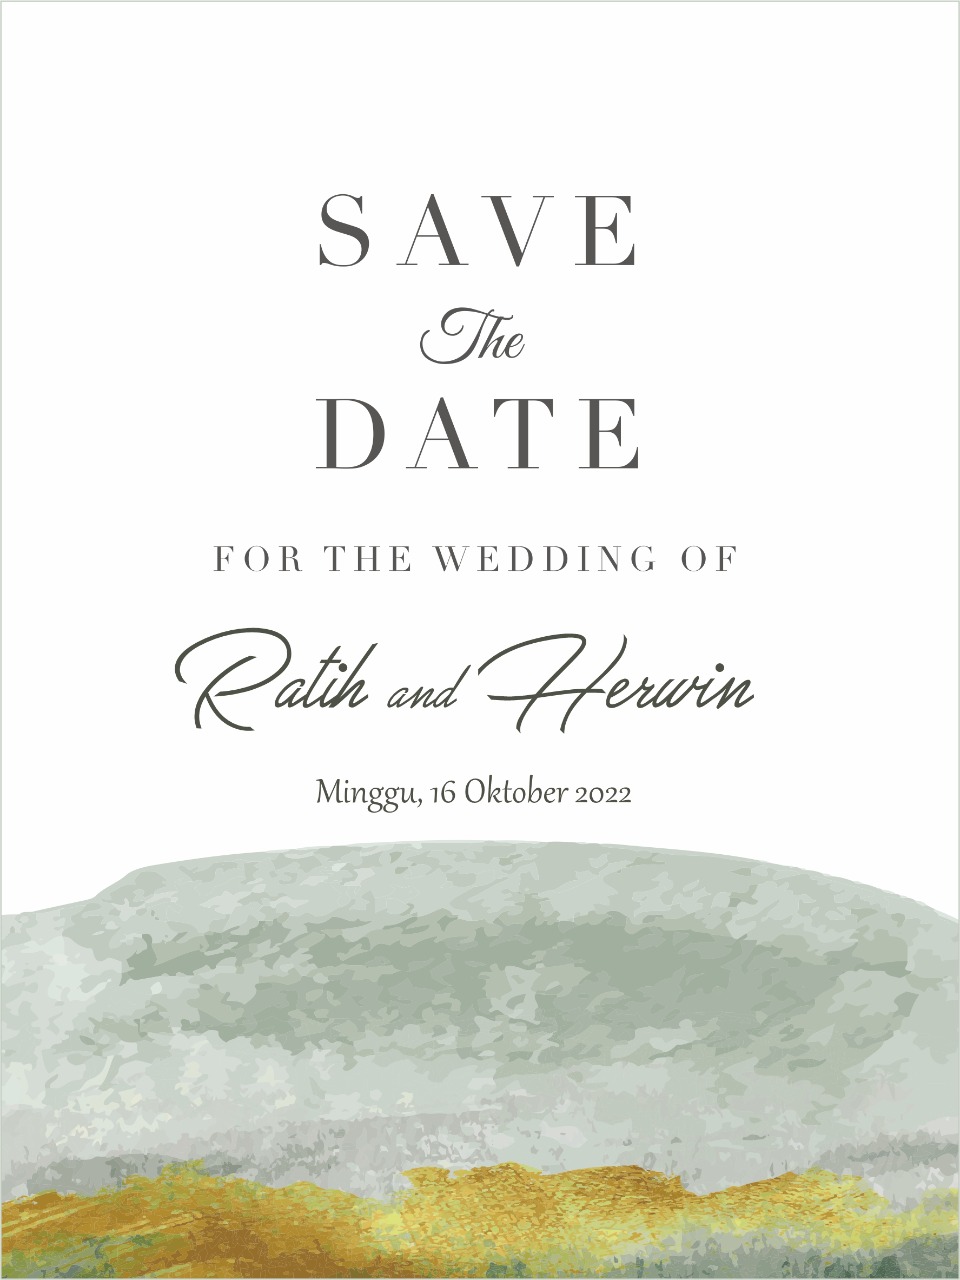 SAVE
The
DATE
FOR THE WEDDING OF
Ratih and Herwin
Minggu, 16 Oktober 2022